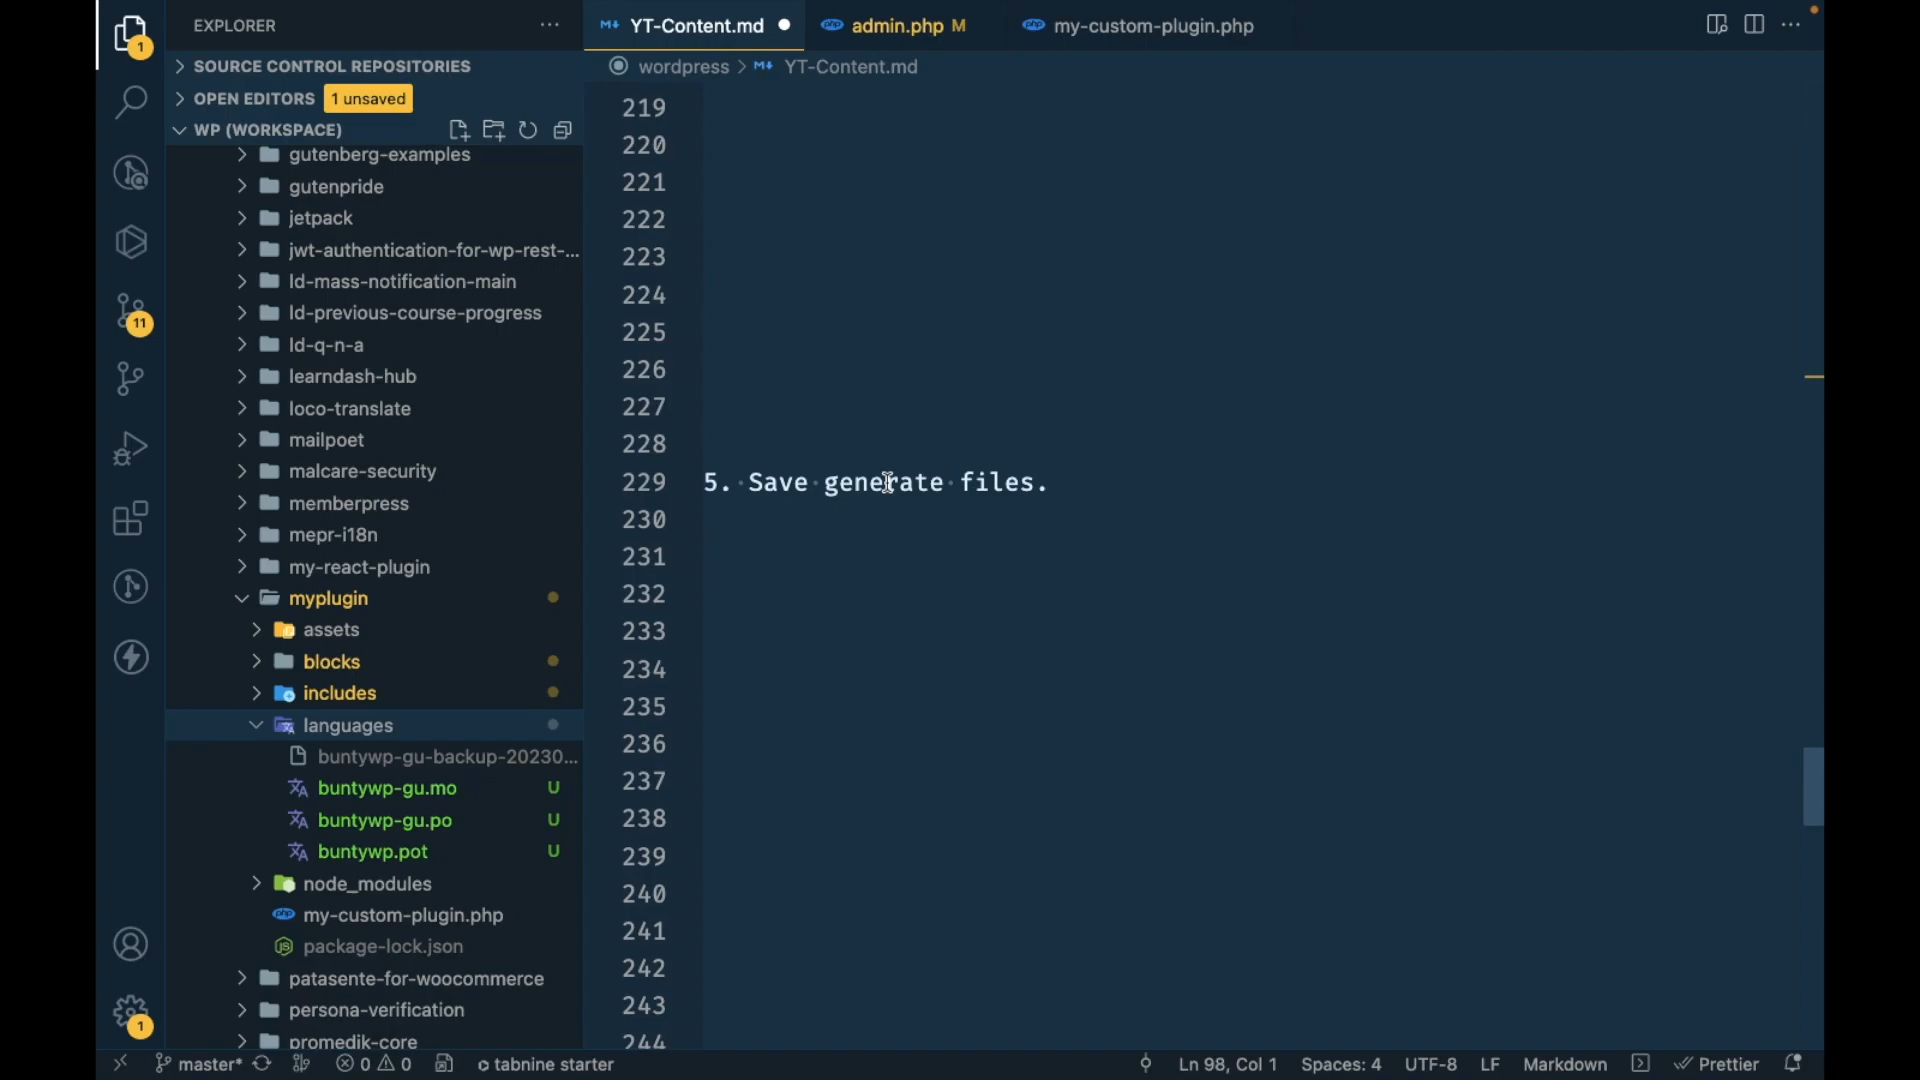 1
EXPLORER
YT-Content.md
admin.php M
my-custom-plugin.php
SOURCE CONTROL REPOSITORIES
wordpress > YT-Content.md
OPEN EDITORS 1 unsaved
WP (WORKSPACE)
gutenberg-examples
gutenpride
jetpack
jwt-authentication-for-wp-rest-...
ld-mass-notification-main
ld-previous-course-progress
11
ld-q-n-a
learndash-hub
loco-translate
mailpoet
malcare-security
memberpress
mepr-i18n
my-react-plugin
myplugin
assets
blocks
includes
languages
buntywp-gu-backup-20230...
buntywp-gu.mo U
buntywp-gu.po U
buntywp.pot U
node_modules
php my-custom-plugin.php
package-lock.json
patasente-for-woocommerce
persona-verification
1
promedik-core
219
220
221
222
223
224
225
226
227
228
229 5. Save generate files.
230
231
232
233
234
235
236
237
238
239
240
241
242
243
244
master* 0 0 tabnine starter Ln 98, Col 1 Spaces: 4 UTF-8 LF Markdown Prettier